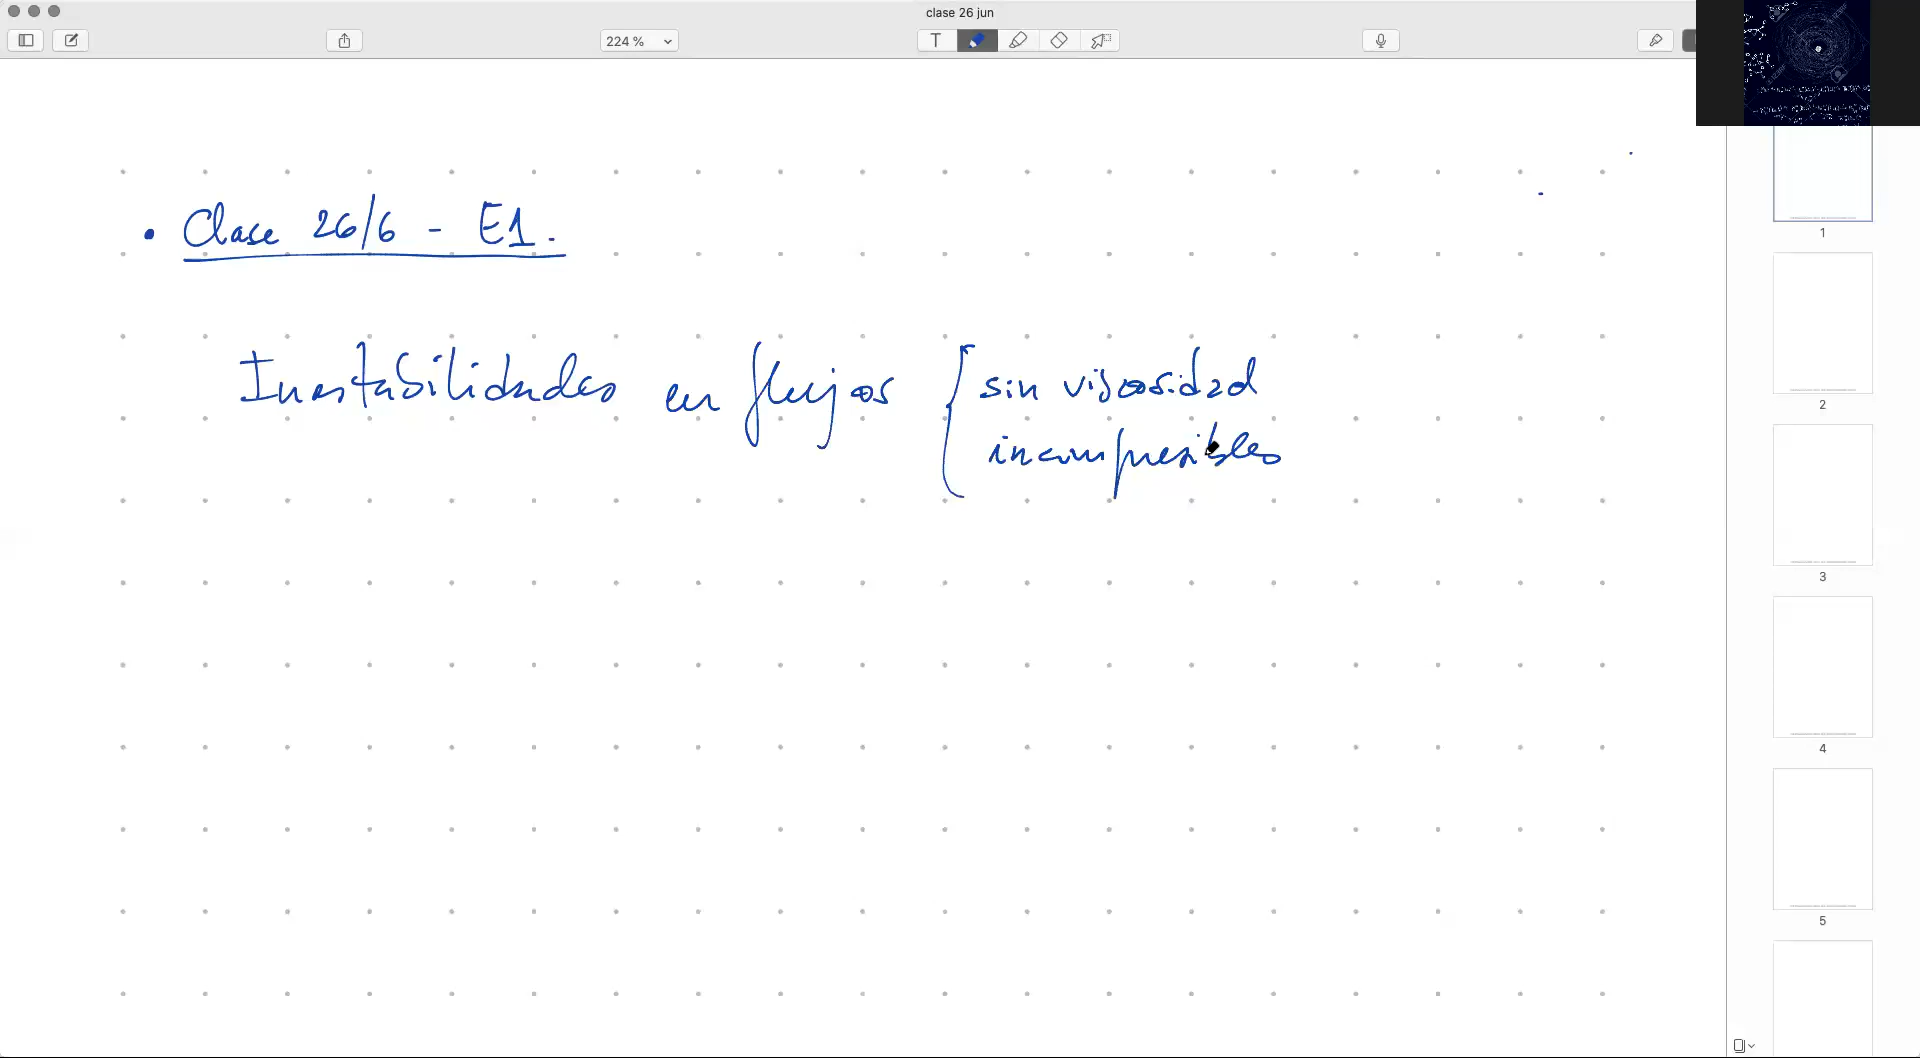 clase 26 jun
224 %
T
• Clase 26/6 - E1.
Inestabilidades en flujos { sin viscosidad
incompresibles
1
2
3
4
5